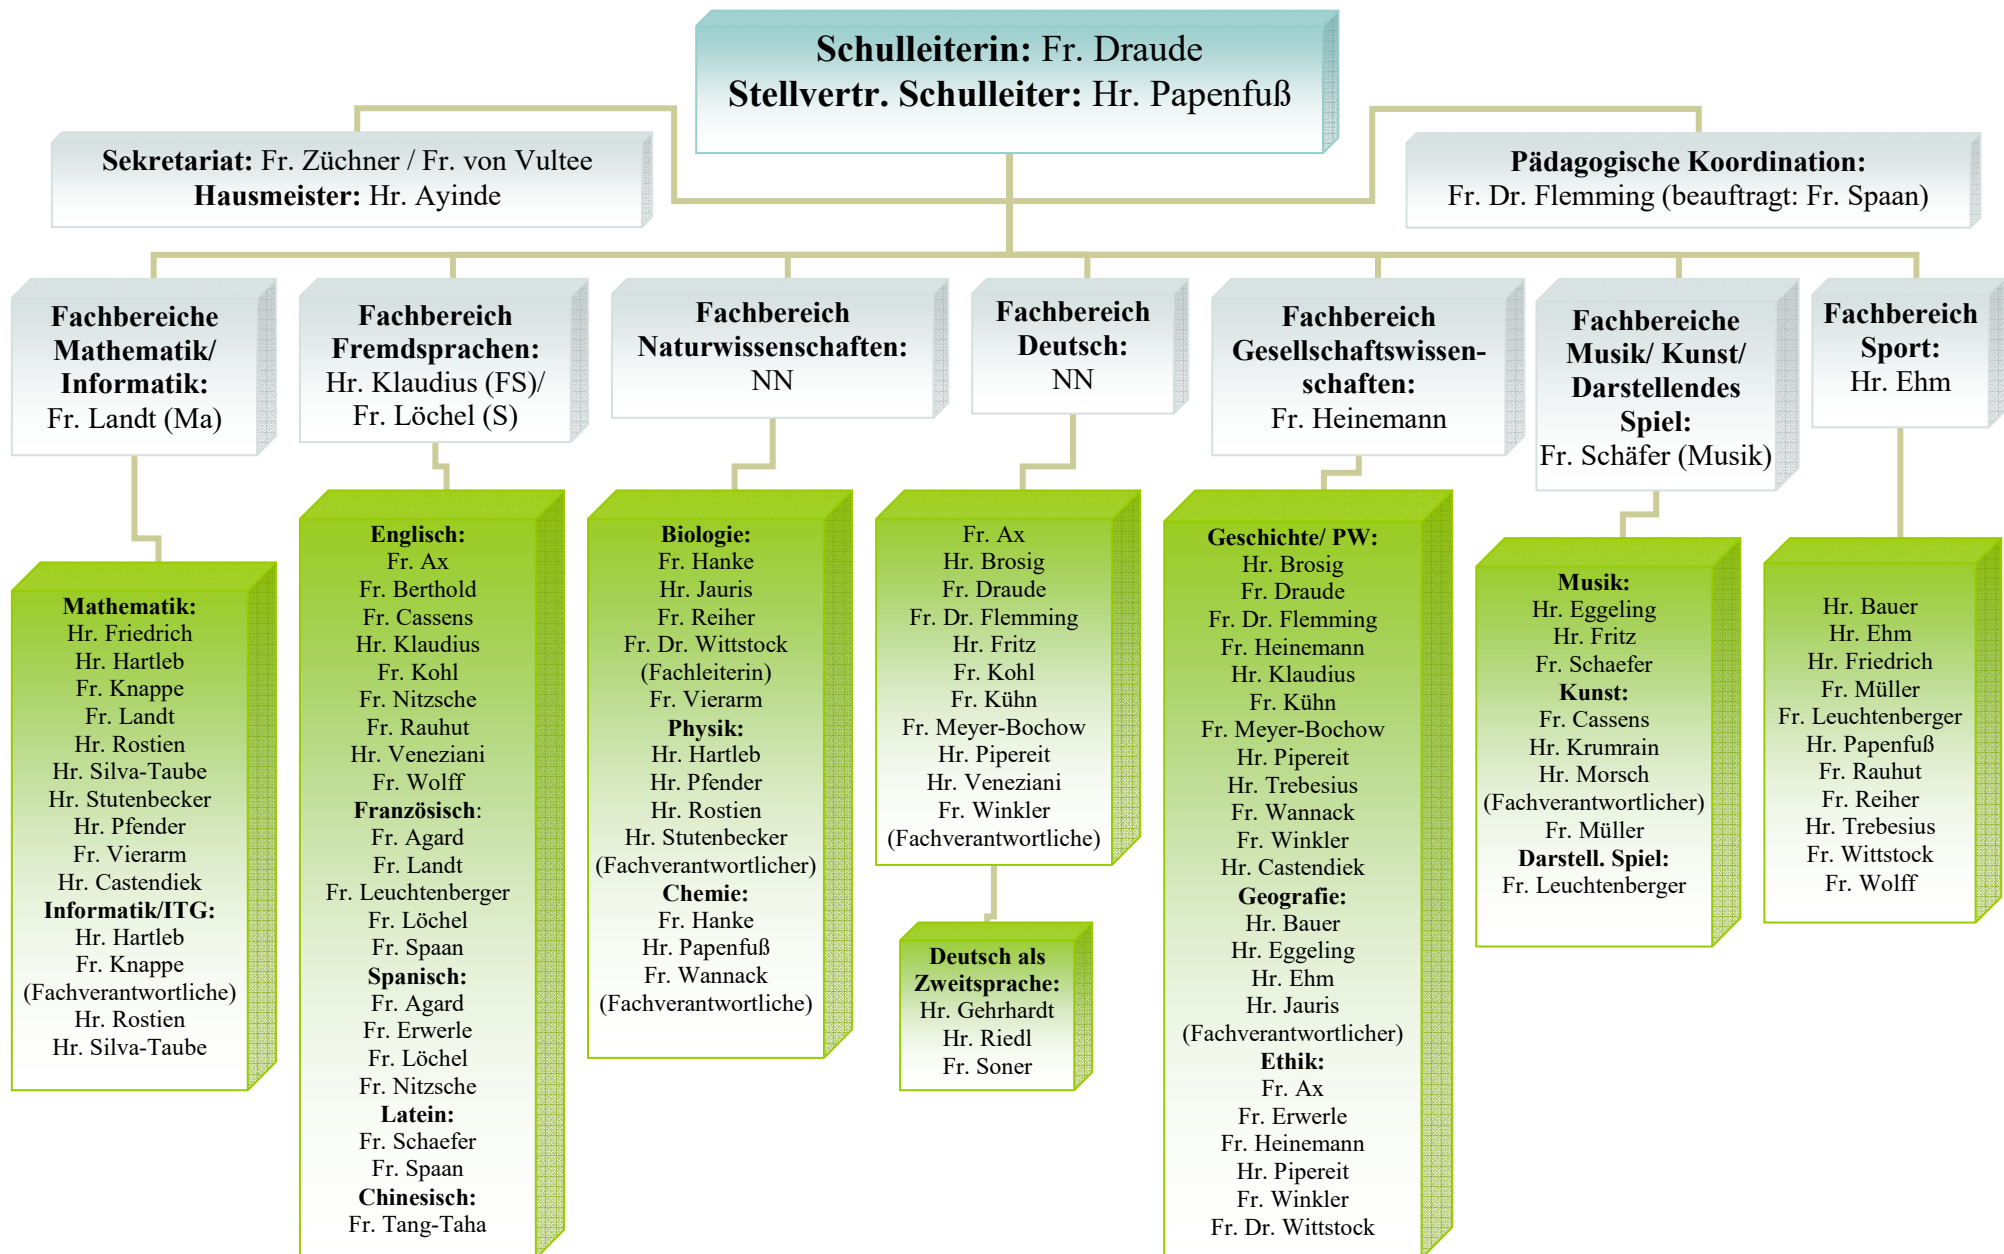 Schulleiterin: Fr. Draude
Stellvertr. Schulleiter: Hr. Papenfuß
Sekretariat: Fr. Züchner / Fr. von Vultee
Hausmeister: Hr. Ayinde
Pädagogische Koordination:
Fr. Dr. Flemming (beauftragt: Fr. Spaan)
Fachbereiche
Mathematik/
Informatik:
Fr. Landt (Ma)
Fachbereich
Fremdsprachen:
Hr. Klaudius (FS)/
Fr. Löchel (S)
Fachbereich
Naturwissenschaften:
NN
Fachbereich
Deutsch:
NN
Fachbereich
Gesellschaftswissen-
schaften:
Fr. Heinemann
Fachbereiche
Musik/ Kunst/
Darstellendes
Spiel:
Fr. Schäfer (Musik)
Fachbereich
Sport:
Hr. Ehm
Mathematik:
Hr. Friedrich
Hr. Hartleb
Fr. Knappe
Fr. Landt
Hr. Rostien
Hr. Silva-Taube
Hr. Stutenbecker
Hr. Pfender
Fr. Vierarm
Hr. Castendiek
Informatik/ITG:
Hr. Hartleb
Fr. Knappe
(Fachverantwortliche)
Hr. Rostien
Hr. Silva-Taube
Englisch:
Fr. Ax
Fr. Berthold
Fr. Cassens
Hr. Klaudius
Fr. Kohl
Fr. Nitzsche
Fr. Rauhut
Hr. Veneziani
Fr. Wolff
Französisch:
Fr. Agard
Fr. Landt
Fr. Leuchtenberger
Fr. Löchel
Fr. Spaan
Spanisch:
Fr. Agard
Fr. Erwerle
Fr. Löchel
Fr. Nitzsche
Latein:
Fr. Schaefer
Fr. Spaan
Chinesisch:
Fr. Tang-Taha
Biologie:
Fr. Hanke
Hr. Jauris
Fr. Reiher
Fr. Dr. Wittstock
(Fachleiterin)
Fr. Vierarm
Physik:
Hr. Hartleb
Hr. Pfender
Hr. Rostien
Hr. Stutenbecker
(Fachverantwortlicher)
Chemie:
Fr. Hanke
Hr. Papenfuß
Fr. Wannack
(Fachverantwortliche)
Fr. Ax
Hr. Brosig
Fr. Draude
Fr. Dr. Flemming
Hr. Fritz
Fr. Kohl
Fr. Kühn
Fr. Meyer-Bochow
Hr. Pipereit
Hr. Veneziani
Fr. Winkler
(Fachverantwortliche)
Deutsch als
Zweitsprache:
Hr. Gehrhardt
Hr. Riedl
Fr. Soner
Geschichte/ PW:
Hr. Brosig
Fr. Draude
Fr. Dr. Flemming
Fr. Heinemann
Hr. Klaudius
Fr. Kühn
Fr. Meyer-Bochow
Hr. Pipereit
Hr. Trebesius
Fr. Wannack
Fr. Winkler
Hr. Castendiek
Geografie:
Hr. Bauer
Hr. Eggeling
Hr. Ehm
Hr. Jauris
(Fachverantwortlicher)
Ethik:
Fr. Ax
Fr. Erwerle
Fr. Heinemann
Hr. Pipereit
Fr. Winkler
Fr. Dr. Wittstock
Musik:
Hr. Eggeling
Hr. Fritz
Fr. Schaefer
Kunst:
Fr. Cassens
Hr. Krumrain
Hr. Morsch
(Fachverantwortlicher)
Fr. Müller
Darstell. Spiel:
Fr. Leuchtenberger
Hr. Bauer
Hr. Ehm
Hr. Friedrich
Fr. Müller
Fr. Leuchtenberger
Hr. Papenfuß
Fr. Rauhut
Fr. Reiher
Hr. Trebesius
Fr. Wittstock
Fr. Wolff